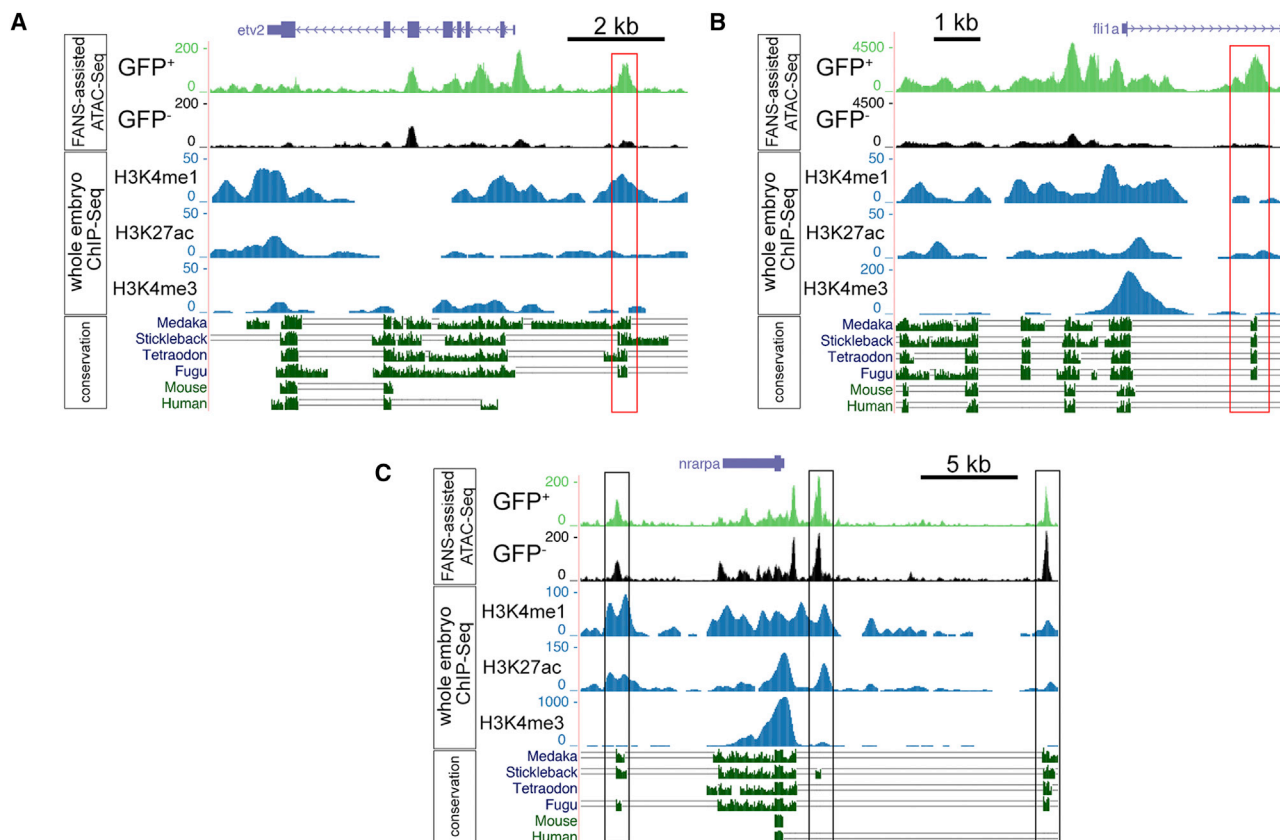 A
etv2
2 kb
FANS-assisted
ATAC-Seq
GFP+
200
0
GFP-
200
0
whole embryo
ChIP-Seq
H3K4me1
50
0
H3K27ac
50
0
H3K4me3
50
0
conservation
Medaka
Stickleback
Tetraodon
Fugu
Mouse
Human
B
1 kb
fli1a
FANS-assisted
ATAC-Seq
GFP+
4500
0
GFP-
4500
0
whole embryo
ChIP-Seq
H3K4me1
50
0
H3K27ac
50
0
H3K4me3
200
0
conservation
Medaka
Stickleback
Tetraodon
Fugu
Mouse
Human
C
nrarpa
5 kb
FANS-assisted
ATAC-Seq
GFP+
200
0
GFP-
200
0
whole embryo
ChIP-Seq
H3K4me1
100
0
H3K27ac
150
0
H3K4me3
1000
0
conservation
Medaka
Stickleback
Tetraodon
Fugu
Mouse
Human